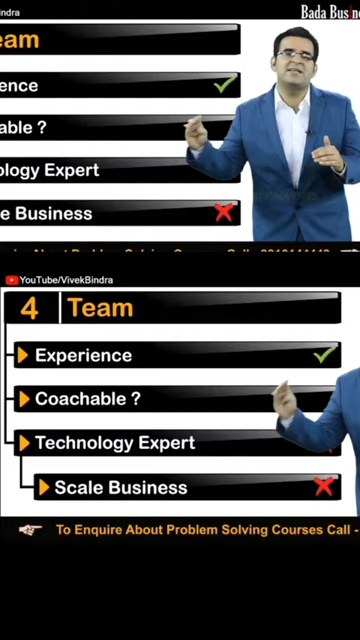 Bindra
Bada Busine
eam
ence
able ?
ology Expert
e Business
YouTube/VivekBindra
4 Team
Experience
Coachable ?
Technology Expert
Scale Business
To Enquire About Problem Solving Courses Call -